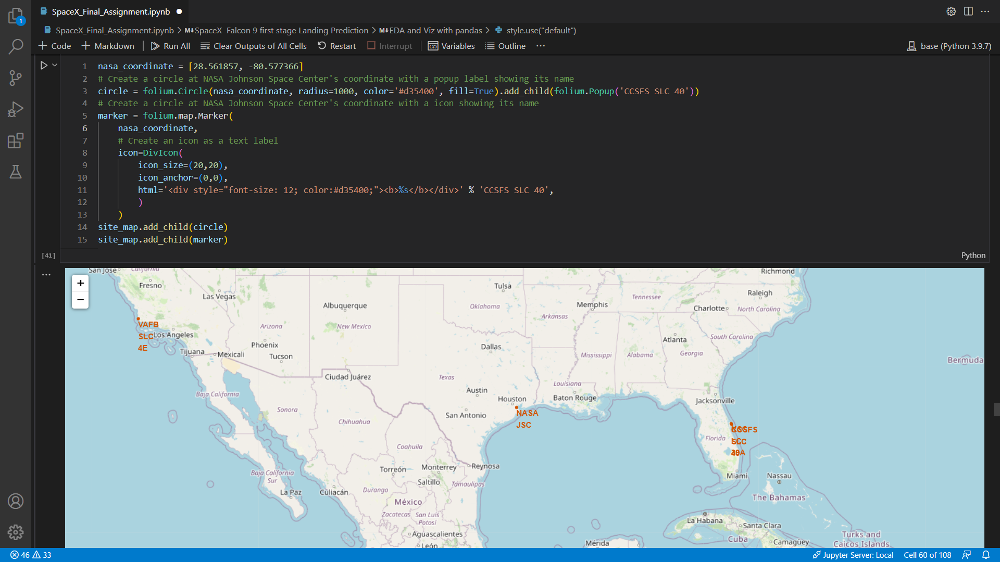 1
SpaceX_Final_Assignment.ipynb
SpaceX_Final_Assignment.ipynb > M↓SpaceX Falcon 9 first stage Landing Prediction > M↓EDA and Viz with pandas > style.use("default")
+ Code + Markdown Run All Clear Outputs of All Cells Restart Interrupt Variables Outline ··· base (Python 3.9.7)
1 nasa_coordinate = [28.561857, -80.577366]
2 # Create a circle at NASA Johnson Space Center's coordinate with a popup label showing its name
3 circle = folium.Circle(nasa_coordinate, radius=1000, color='#d35400', fill=True).add_child(folium.Popup('CCSFS SLC 40'))
4 # Create a circle at NASA Johnson Space Center's coordinate with a icon showing its name
5 marker = folium.map.Marker(
6 nasa_coordinate,
7 # Create an icon as a text label
8 icon=DivIcon(
9 icon_size=(20,20),
10 icon_anchor=(0,0),
11 html='<div style="font-size: 12; color:#d35400;"><b>%s</b></div>' % 'CCSFS SLC 40',
12 )
13 )
14 site_map.add_child(circle)
15 site_map.add_child(marker)
[41]
Python
+
−
San Jose
California
Richmond
Fresno
Tulsa
Las Vegas
Raleigh
Tennessee
Albuquerque
Oklahoma
Memphis
Charlotte
North Carolina
Arkansas
VAFB
SLC
4E
Los Angeles
Arizona
New Mexico
South Carolina
Atlanta
Phoenix
Dallas
Tijuana
Mexicali
Tucson
Mississippi
Alabama
Georgia
Bermuda
Ciudad Juárez
Texas
Louisiana
Austin
Baja California
Houston
Baton Rouge
Jacksonville
Sonora
San Antonio
NASA
JSC
Chihuahua
CCSFS
SLC
Florida
Coahuila
Torreón
Monterrey
Reynosa
Baja California
Sur
Saltillo
Miami
Nassau
La Paz
Culiacán
Durango
Tamaulipas
The Bahamas
México
Zacatecas
San Luis
Potosí
La Habana
Santa Clara
Aguascalientes
Cuba
Camagüey
Turks and
Caicos Islands
León
Mérida
46 33
Jupyter Server: Local Cell 60 of 108